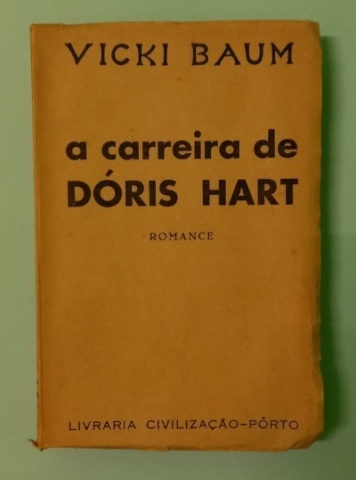 VICKI BAUM
a carreira de
DÓRIS HART
ROMANCE
LIVRARIA CIVILIZAÇÃO-PÔRTO